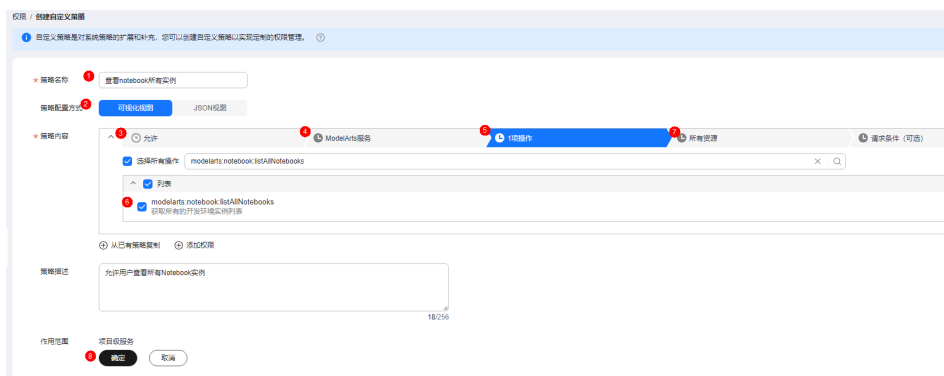 权限 / 创建自定义策略
自定义策略是对系统策略的扩展和补充，您可以创建自定义策略以实现定制的权限管理。
* 策略名称 1 查看notebook所有实例
策略配置方式 2 可视化视图 JSON视图
* 策略内容 3 允许 4 ModelArts服务 5 1项操作 7 所有资源 请求条件（可选）
选择所有操作 modelarts:notebook:listAllNotebooks
列表
6 modelarts:notebook:listAllNotebooks
获取所有的开发环境实例列表
从已有策略复制 添加权限
策略描述 允许用户查看所有Notebook实例
18/256
作用范围 项目级服务
8 确定 取消